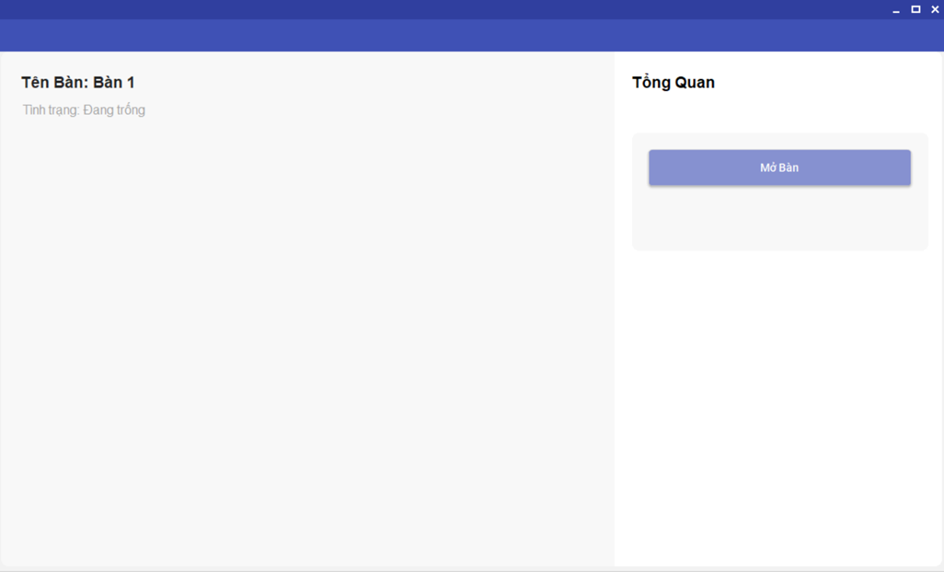 Tên Bàn: Bàn 1
Tình trạng: Đang trống
Tổng Quan
Mở Bàn